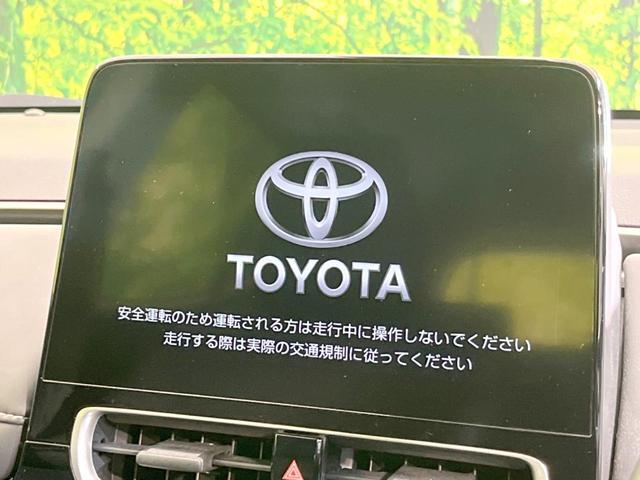 TOYOTA
安全運転のため運転される方は走行中に操作しないでください
走行する際は実際の交通規制に従ってください